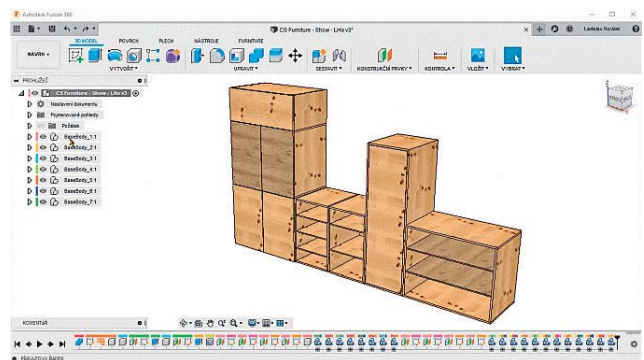 Autodesk Fusion 360
CS Furniture - Show - LHo v3*
Ladislav Horálek
3D MODEL POVRCH PLECH NÁSTROJE FURNITURE
NÁVRH
VYTVOŘIT UPRAVIT SESTAVIT KONSTRUKČNÍ PRVKY KONTROLA VLOŽIT VYBRAT
PROHLÍŽEČ
CS Furniture - Show - LHo v3
Nastavení dokumentu
Pojmenované pohledy
Počátek
BaseBody_1:1
BaseBody_2:1
BaseBody_3:1
BaseBody_4:1
BaseBody_5:1
BaseBody_6:1
BaseBody_7:1
KOMENTÁŘ
PŘÍKAZOVÝ ŘÁDEK